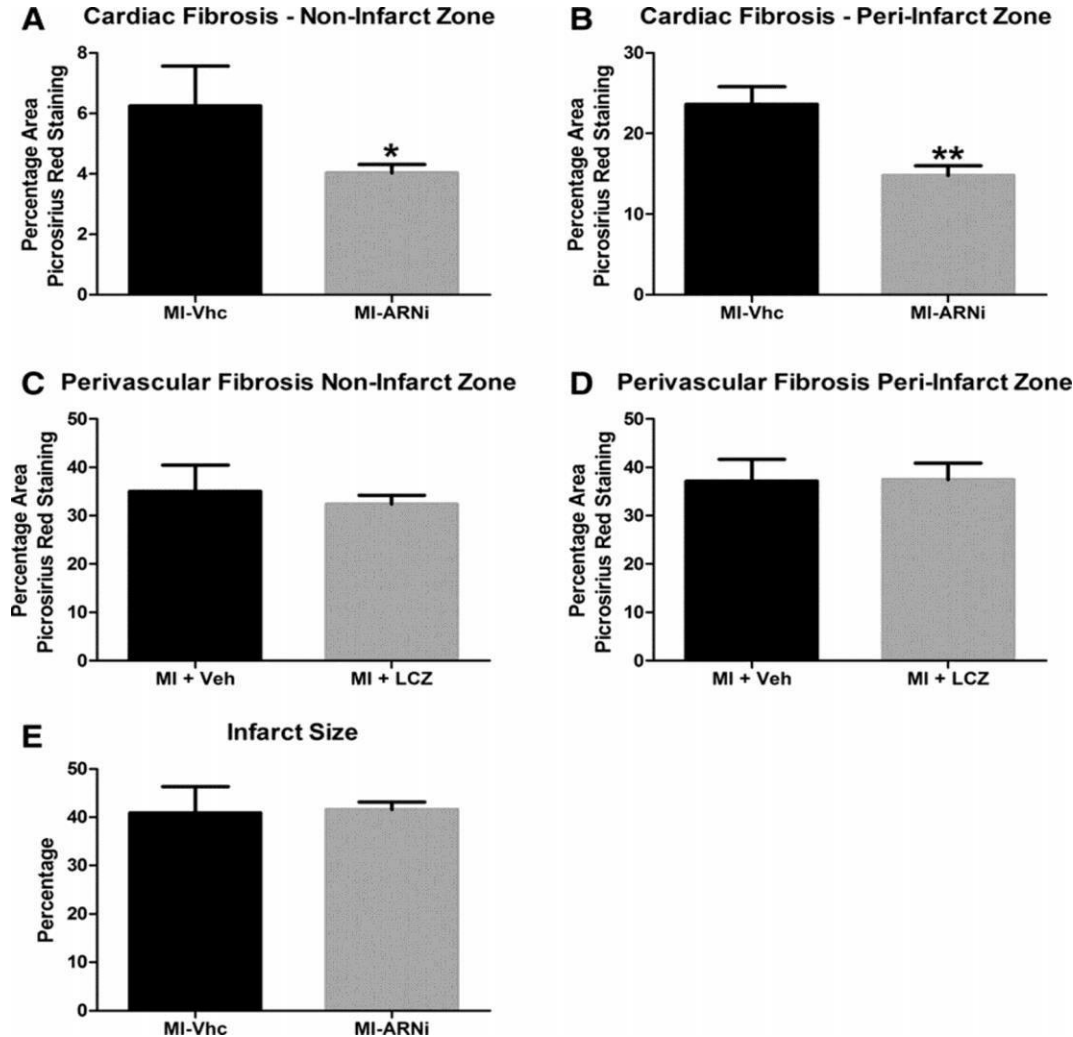 A Cardiac Fibrosis - Non-Infarct Zone
Percentage Area
Picrosirius Red Staining
8
6
4
2
0
*
MI-Vhc MI-ARNi
B Cardiac Fibrosis - Peri-Infarct Zone
Percentage Area
Picrosirius Red Staining
30
20
10
0
**
MI-Vhc MI-ARNi
C Perivascular Fibrosis Non-Infarct Zone
Percentage Area
Picrosirius Red Staining
50
40
30
20
10
0
MI + Veh MI + LCZ
D Perivascular Fibrosis Peri-Infarct Zone
Percentage Area
Picrosirius Red Staining
50
40
30
20
10
0
MI + Veh MI + LCZ
E Infarct Size
Percentage
50
40
30
20
10
0
MI-Vhc MI-ARNi